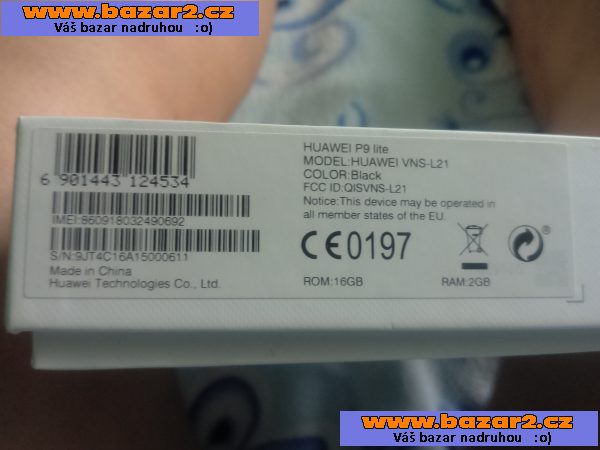 www.bazar2.cz
Váš bazar nadruhou :o)
HUAWEI P9 lite
MODEL:HUAWEI VNS-L21
COLOR:Black
FCC ID:QISVNS-L21
Notice:This device may be operated in
all member states of the EU.
6 901443 124534
IMEI:860918032490692
S/N:9JT4C16A15000611
Made in China
Huawei Technologies Co., Ltd.
CE0197
ROM:16GB
RAM:2GB
www.bazar2.cz
Váš bazar nadruhou :o)